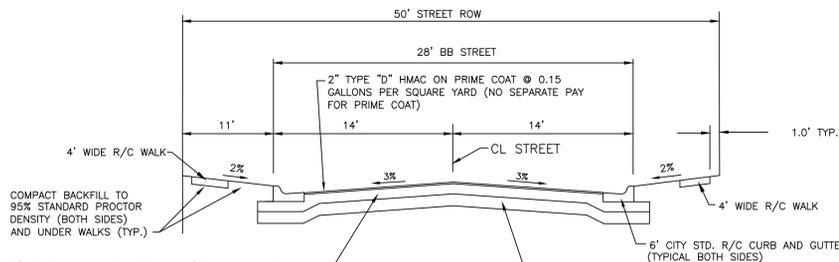 50' STREET ROW
28' BB STREET
2" TYPE "D" HMAC ON PRIME COAT @ 0.15
GALLONS PER SQUARE YARD (NO SEPARATE PAY
FOR PRIME COAT)
11'
14'
14'
1.0' TYP.
4' WIDE R/C WALK
CL STREET
2%
3%
3%
2%
COMPACT BACKFILL TO
95% STANDARD PROCTOR
DENSITY (BOTH SIDES)
AND UNDER WALKS (TYP.)
4' WIDE R/C WALK
6' CITY STD. R/C CURB AND GUTTE
(TYPICAL BOTH SIDES)